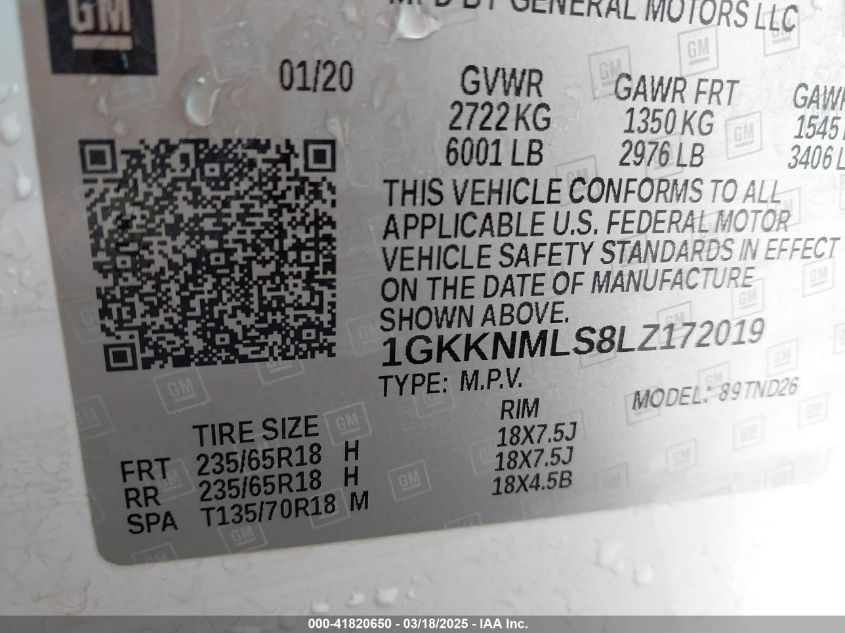 GM
MFD BY GENERAL MOTORS LLC
01/20 GVWR GAWR FRT GAWR
2722 KG 1350 KG 1545
6001 LB 2976 LB 3406 L
THIS VEHICLE CONFORMS TO ALL
APPLICABLE U.S. FEDERAL MOTOR
VEHICLE SAFETY STANDARDS IN EFFECT
ON THE DATE OF MANUFACTURE
SHOWN ABOVE.
1GKKNMLS8LZ172019
TYPE: M.P.V. MODEL: 89TND26
TIRE SIZE RIM
FRT 235/65R18 H 18X7.5J
RR 235/65R18 H 18X7.5J
SPA T135/70R18 M 18X4.5B
000-41820650 - 03/18/2025 - IAA Inc.